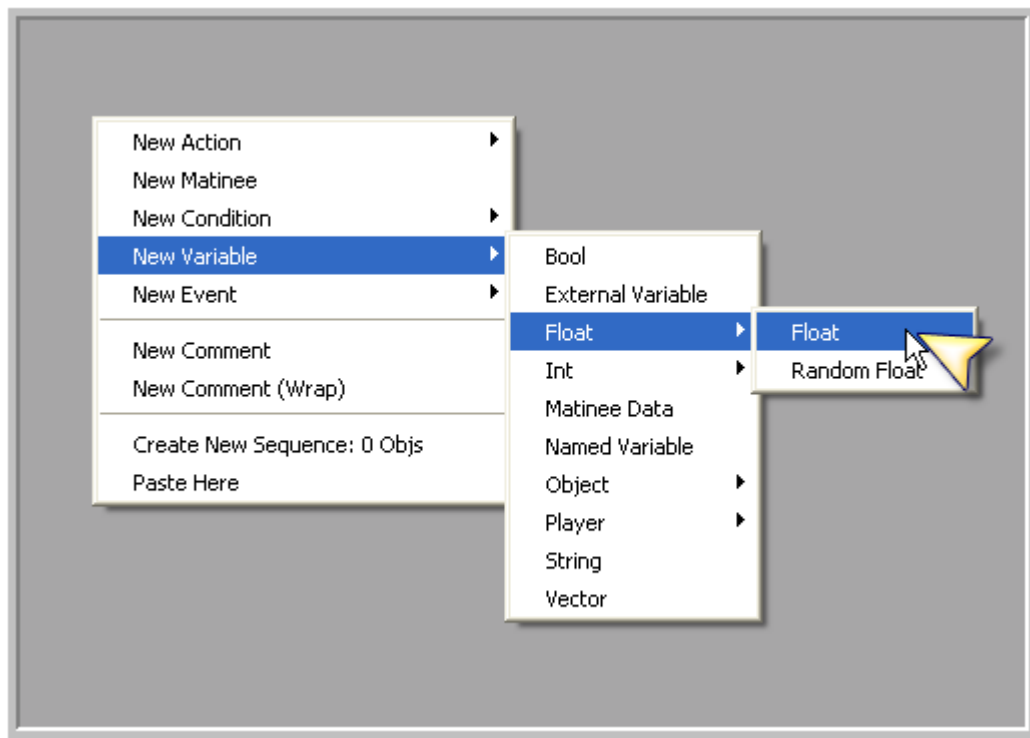 New Action
New Matinee
New Condition
New Variable
New Event
New Comment
New Comment (Wrap)
Create New Sequence: 0 Objs
Paste Here
Bool
External Variable
Float
Int
Matinee Data
Named Variable
Object
Player
String
Vector
Float
Random Float